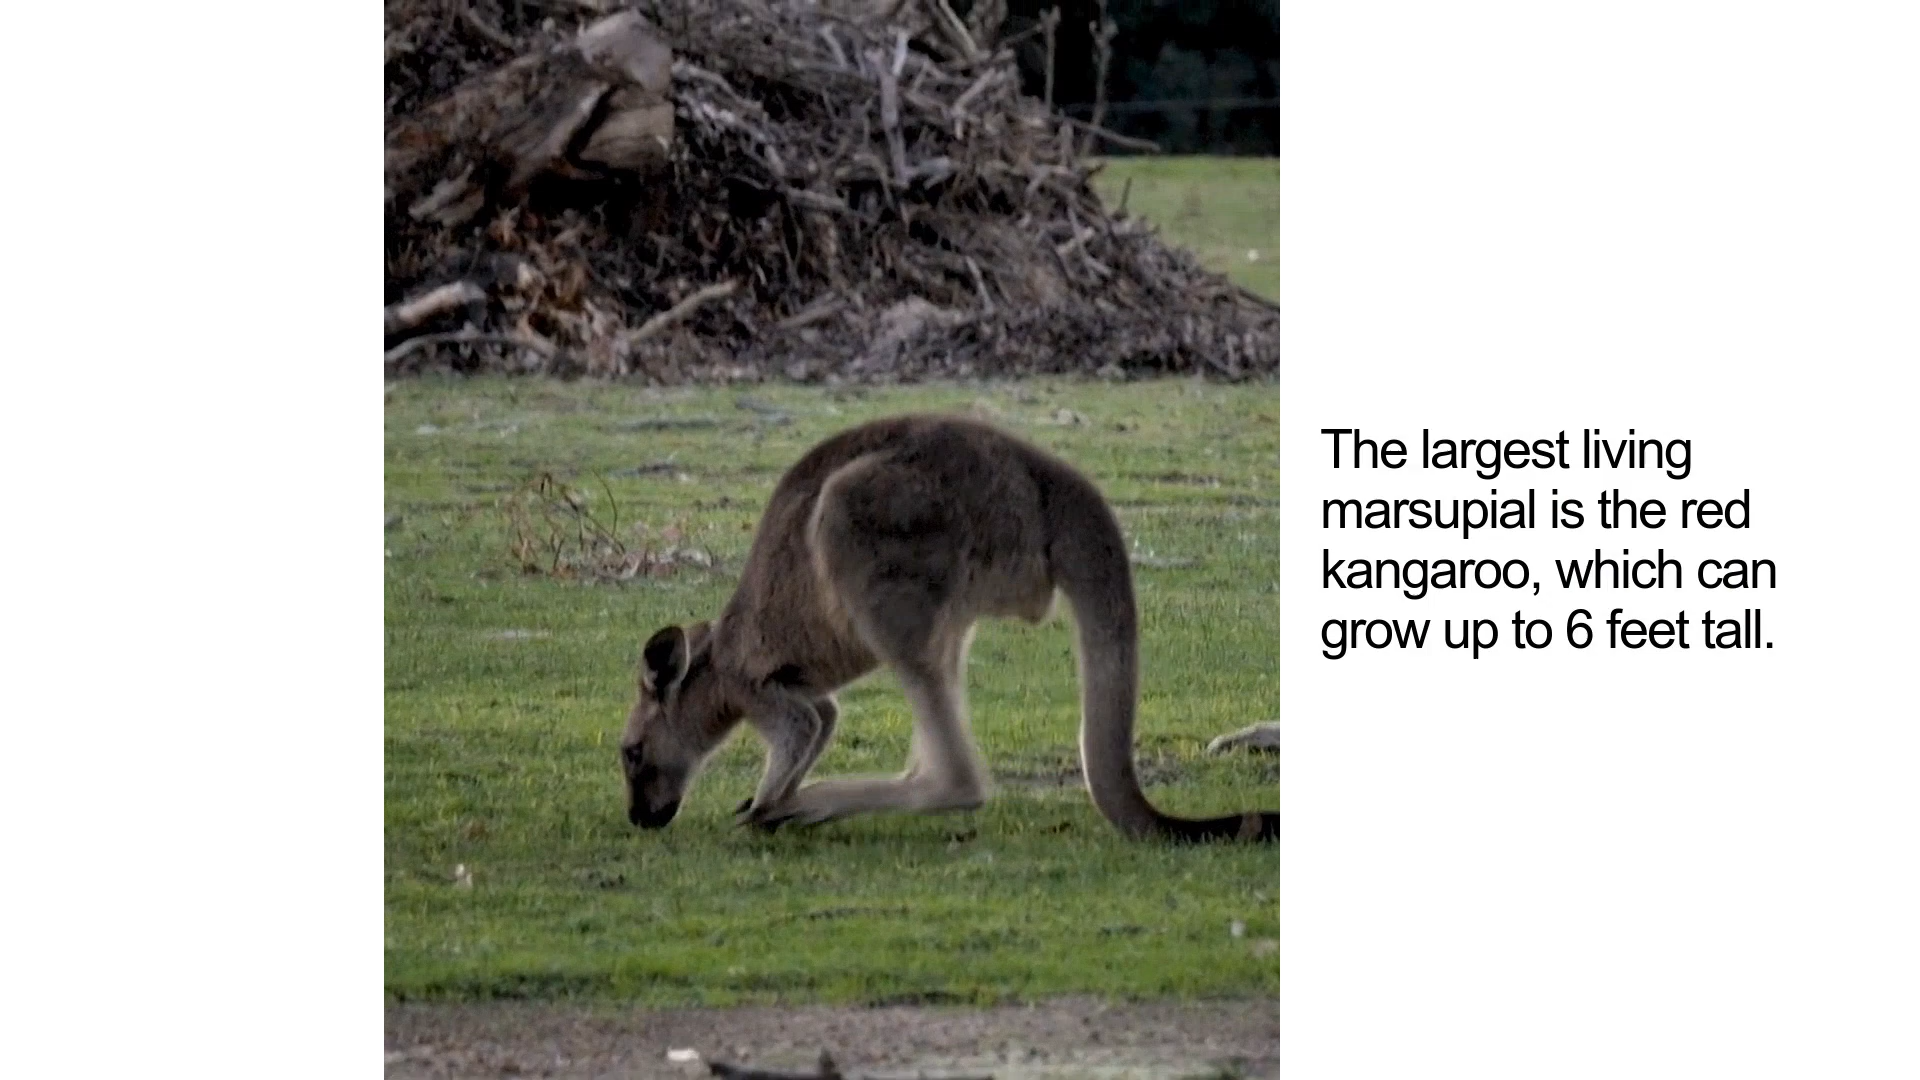 The largest living
marsupial is the red
kangaroo, which can
grow up to 6 feet tall.